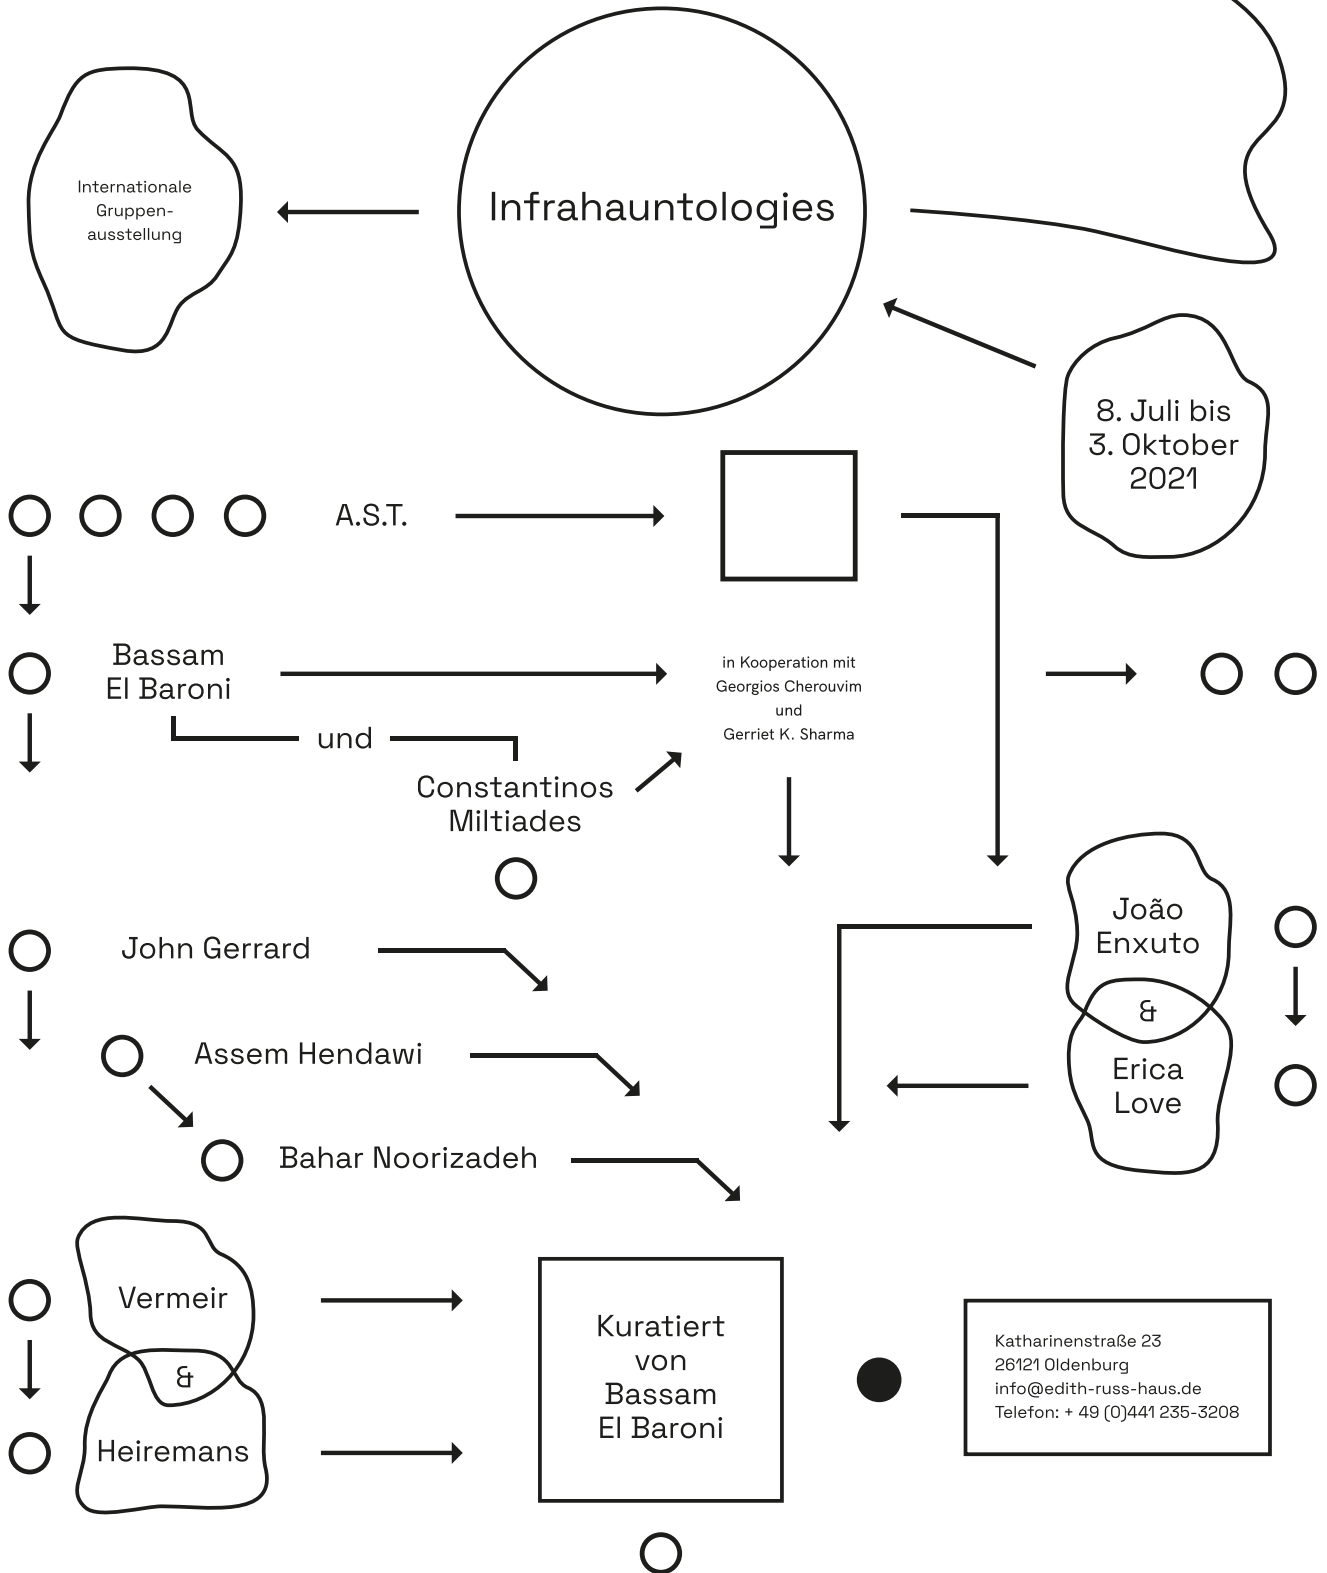 Internationale
Gruppen-
ausstellung
Infrahauntologies
8. Juli bis
3. Oktober
2021
A.S.T.
Bassam
El Baroni
und
Constantinos
Miltiades
in Kooperation mit
Georgios Cherouvim
und
Gerriet K. Sharma
João
Enxuto
&
Erica
Love
John Gerrard
Assem Hendawi
Bahar Noorizadeh
Vermeir
&
Heiremans
Kuratiert
von
Bassam
El Baroni
Katharinenstraße 23
26121 Oldenburg
info@edith-russ-haus.de
Telefon: + 49 (0)441 235-3208